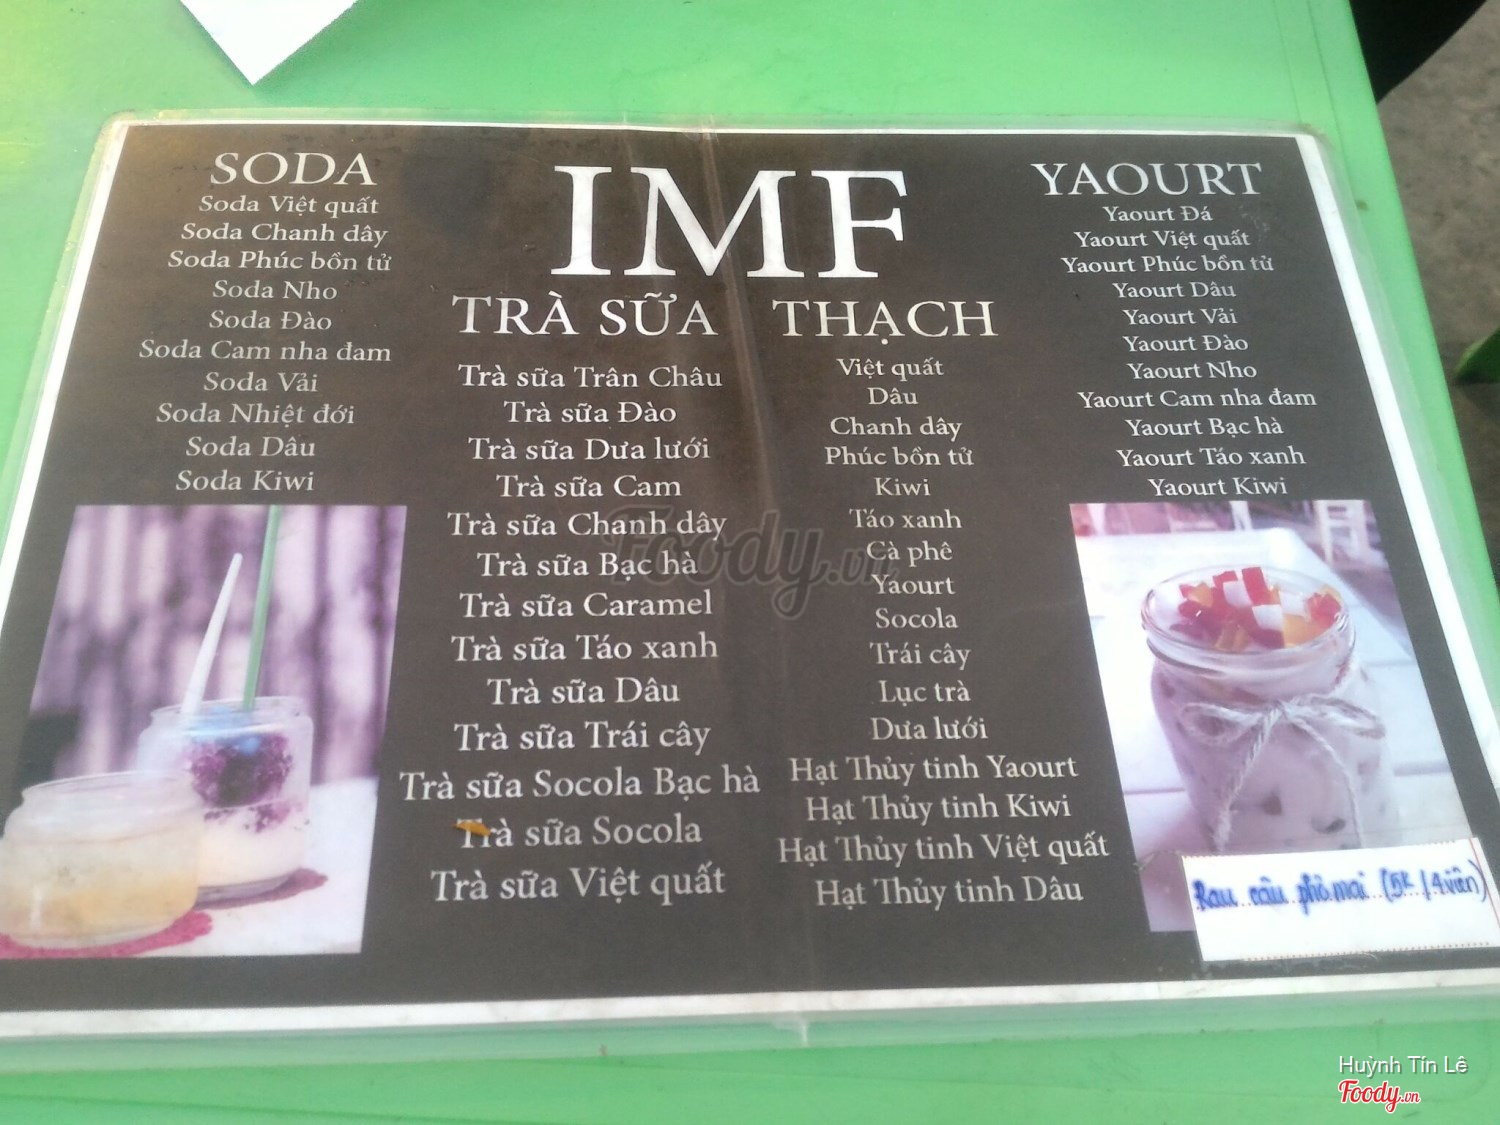 IMF
SODA
Soda Việt quất
Soda Chanh dây
Soda Phúc bồn tử
Soda Nho
Soda Đào
Soda Cam nha đam
Soda Vải
Soda Nhiệt đới
Soda Dâu
Soda Kiwi
TRÀ SỮA
Trà sữa Trân Châu
Trà sữa Đào
Trà sữa Dưa lưới
Trà sữa Cam
Trà sữa Chanh dây
Trà sữa Bạc hà
Trà sữa Caramel
Trà sữa Táo xanh
Trà sữa Dâu
Trà sữa Trái cây
Trà sữa Socola Bạc hà
Trà sữa Socola
Trà sữa Việt quất
THẠCH
Việt quất
Dâu
Chanh dây
Phúc bồn tử
Kiwi
Táo xanh
Cà phê
Yaourt
Socola
Trái cây
Lục trà
Dưa lưới
Hạt Thủy tinh Yaourt
Hạt Thủy tinh Kiwi
Hạt Thủy tinh Việt quất
Hạt Thủy tinh Dâu
YAOURT
Yaourt Đá
Yaourt Việt quất
Yaourt Phúc bồn tử
Yaourt Dâu
Yaourt Vải
Yaourt Đào
Yaourt Nho
Yaourt Cam nha đam
Yaourt Bạc hà
Yaourt Táo xanh
Yaourt Kiwi
Rau câu phô mai (5K/4viên)
Foody.vn
Huỳnh Tín Lê
Foody.vn